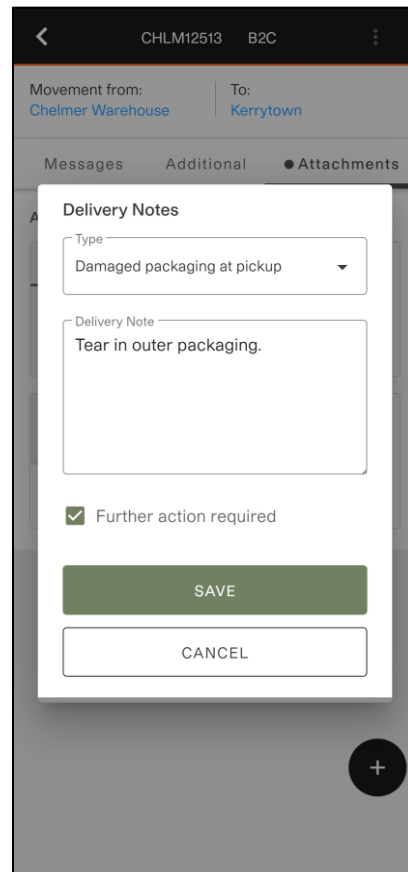 CHLM12513 B2C
Movement from: To:
Chelmer Warehouse Kerrytown
Messages Additional Attachments
A
Delivery Notes
Type
Damaged packaging at pickup
Delivery Note
Tear in outer packaging.
Further action required
SAVE
CANCEL
+